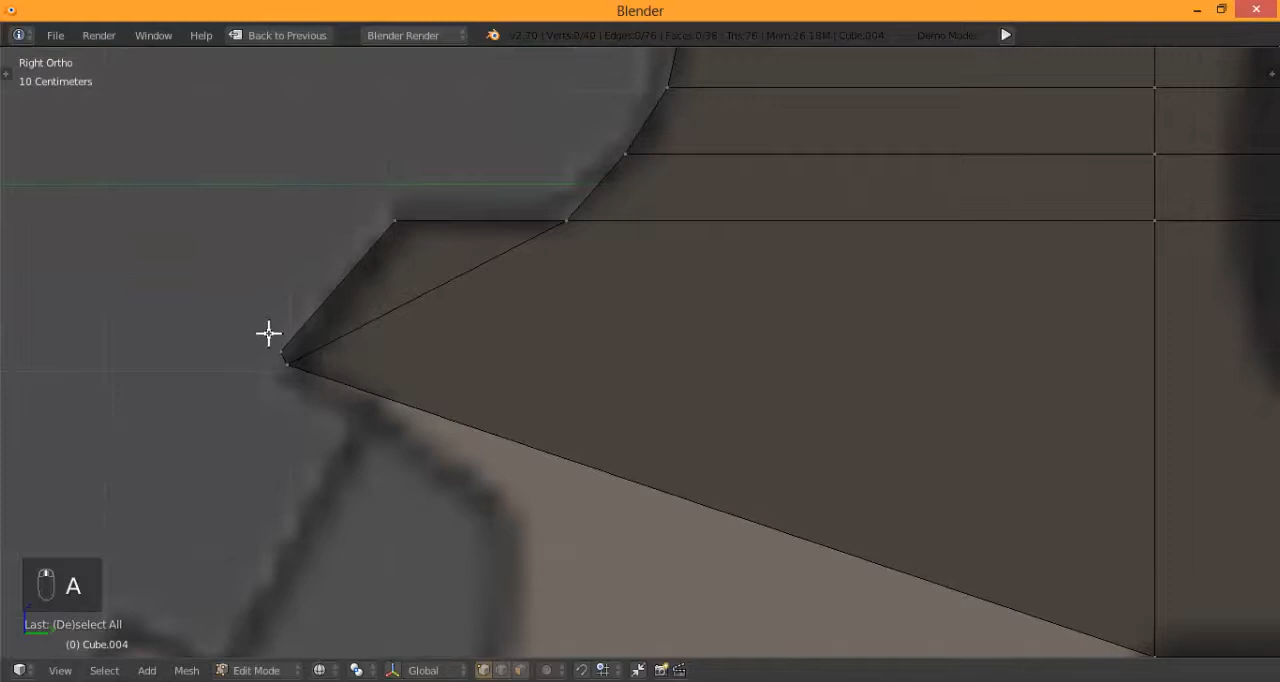 Blender
File Render Window Help Back to Previous Blender Render v2.70 | Verts:0/40 | Edges:0/76 | Faces:0/38 | Tris:76 | Mem:26.18M | Cube.004 Demo Mode:
Right Ortho
10 Centimeters
A
Last: (De)select All
(0) Cube.004
View Select Add Mesh Edit Mode Global